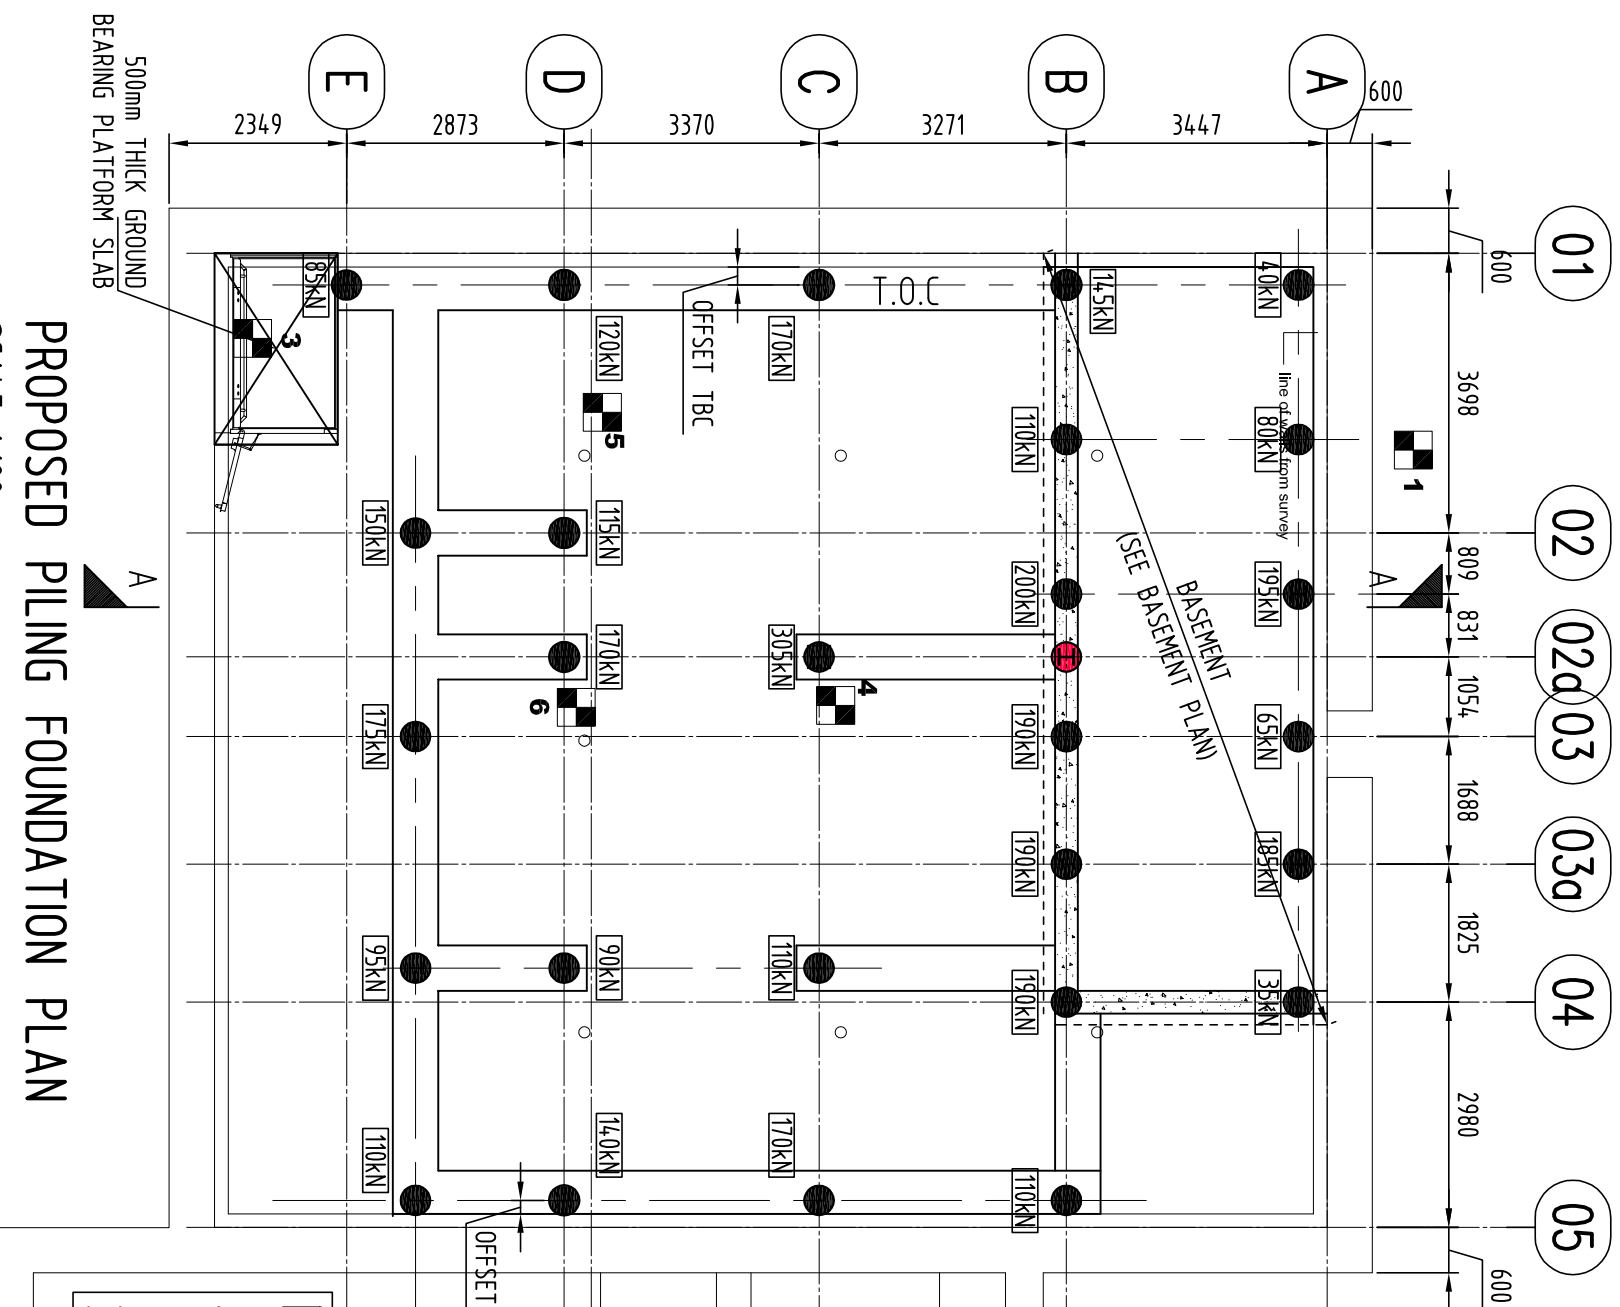 01
02
02a
03
03a
04
05
600
3698
809
831
1054
1688
1825
2980
600
A
B
C
D
E
600
3447
3271
3370
2873
2349
1
A
line of walls from survey
40kN
80kN
195kN
65kN
185kN
35kN
BASEMENT
(SEE BASEMENT PLAN)
145kN
110kN
200kN
H
190kN
190kN
190kN
110kN
T.O.C
4
170kN
305kN
110kN
170kN
OFFSET TBC
5
120kN
115kN
170kN
90kN
140kN
6
OFFSET
150kN
175kN
95kN
110kN
85kN
3
A
500mm THICK GROUND
BEARING PLATFORM SLAB
PROPOSED PILING FOUNDATION PLAN